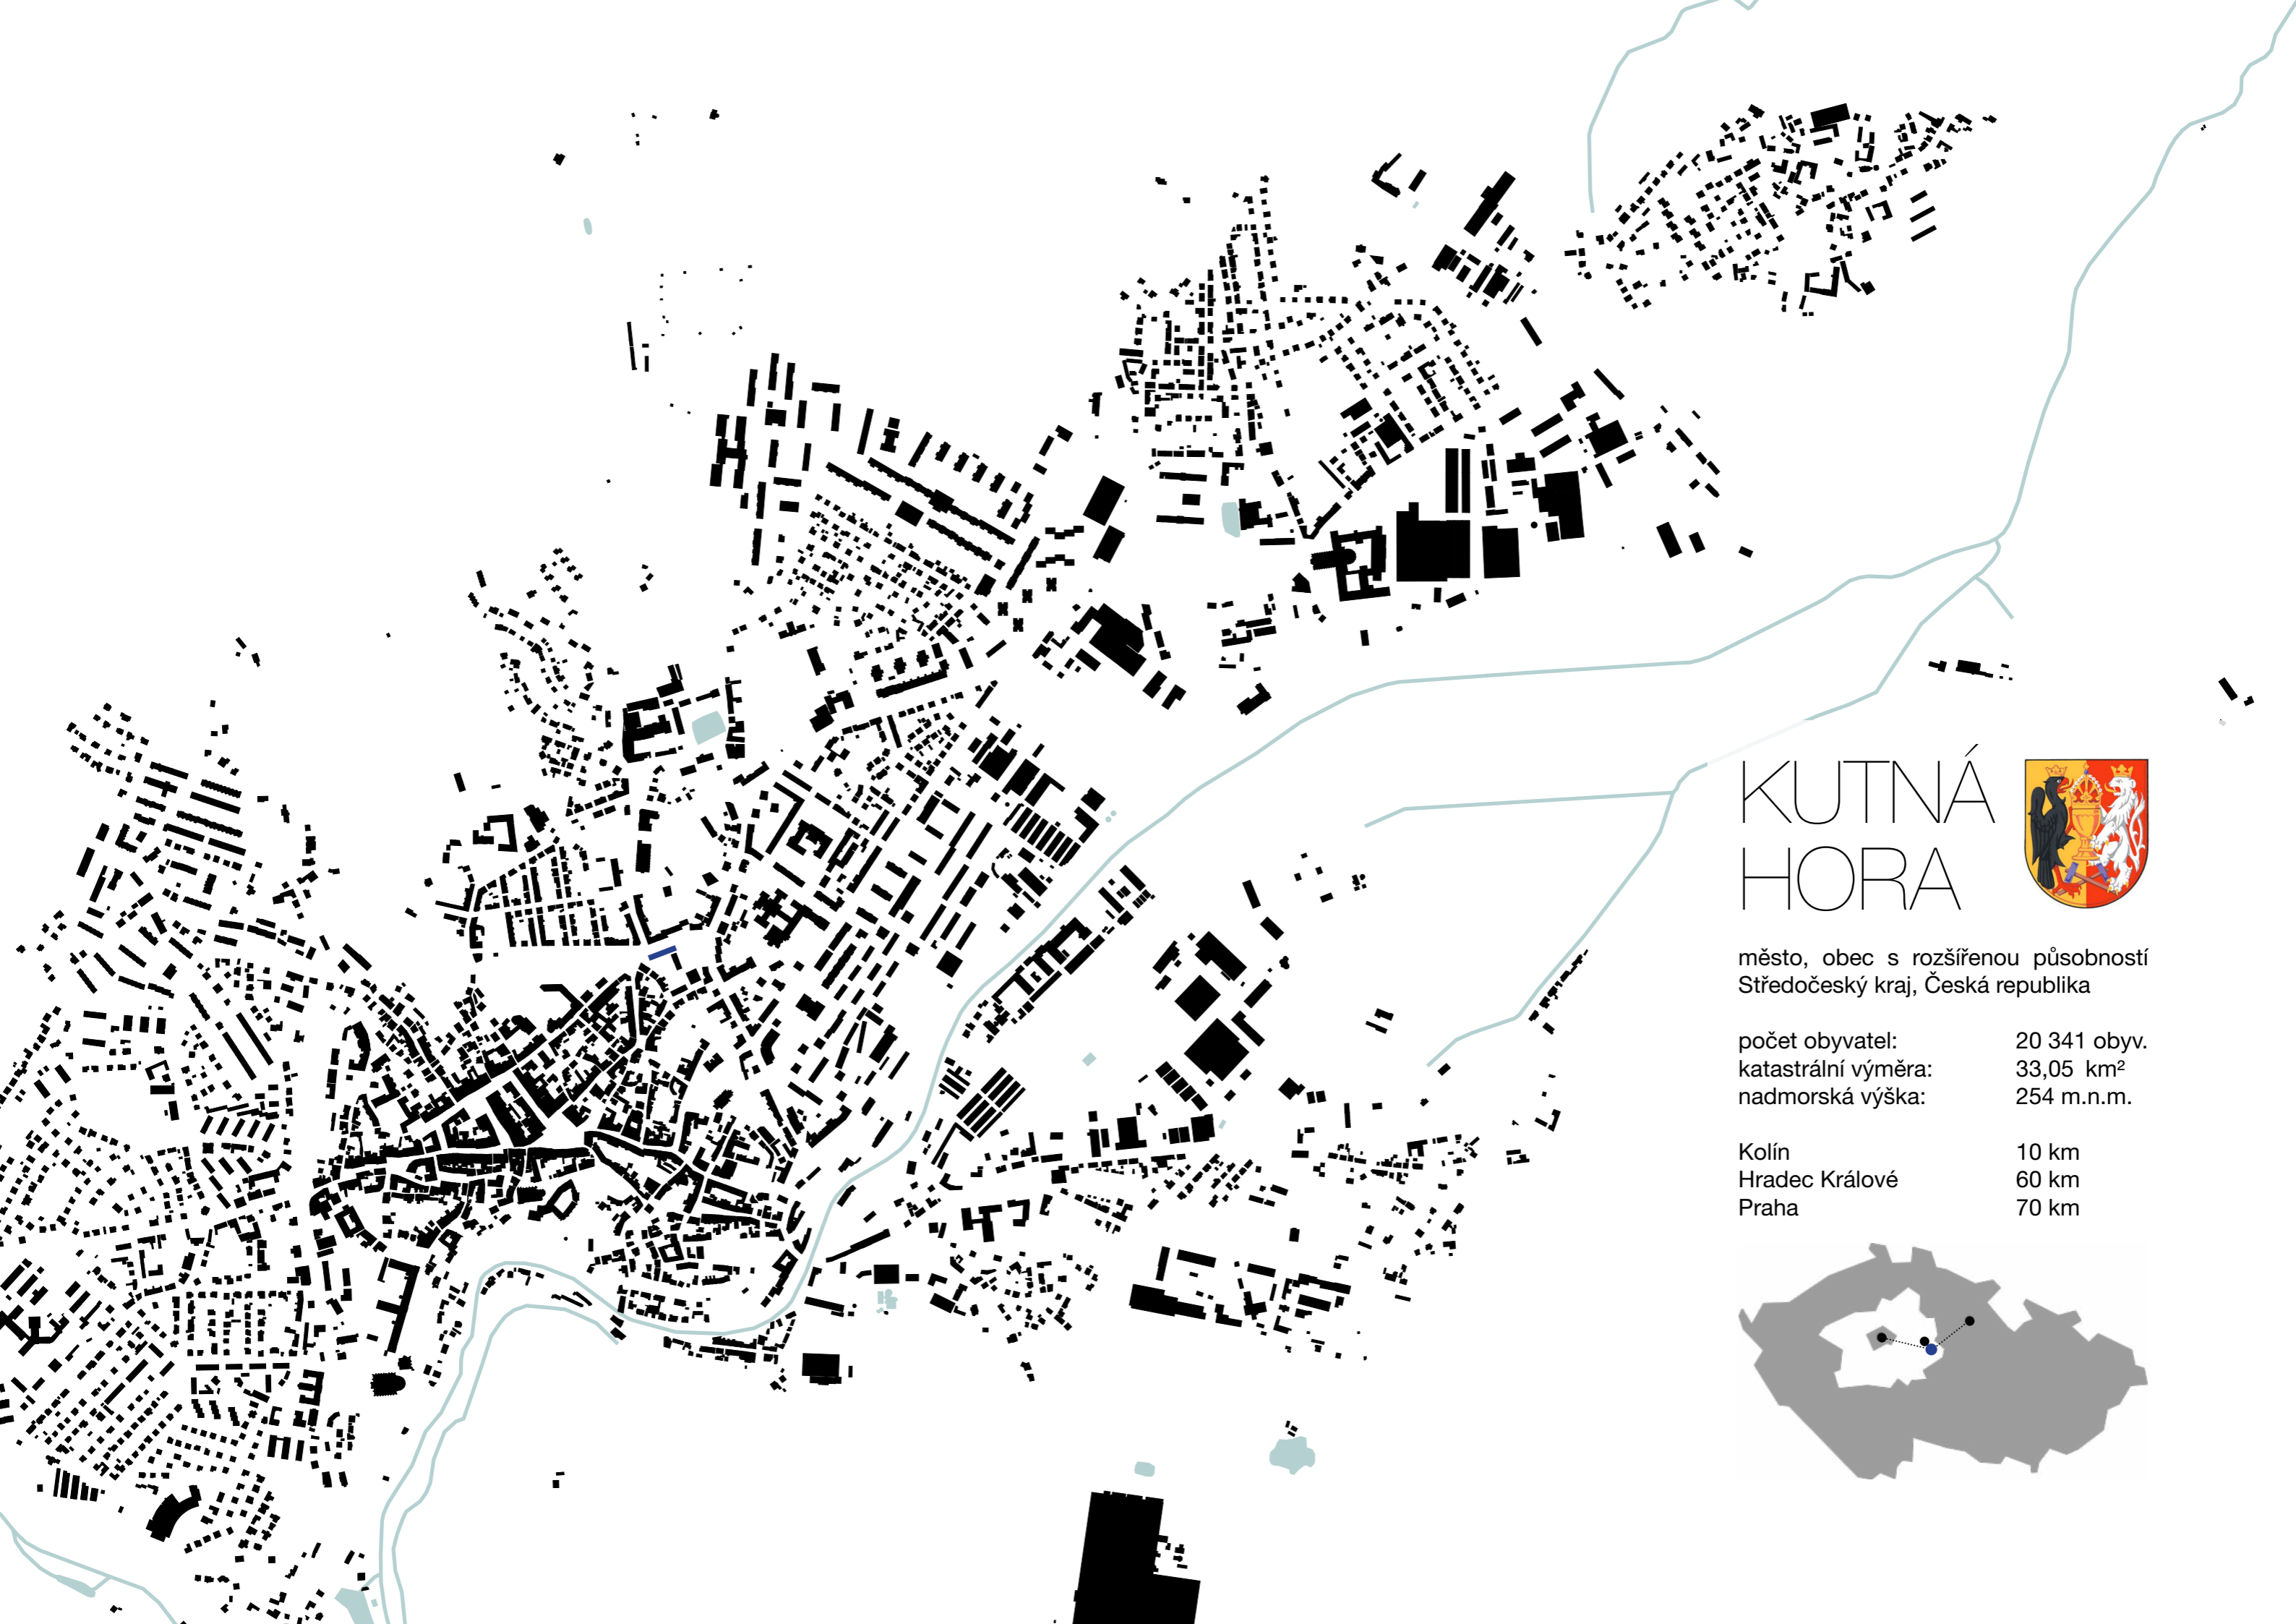 KUTNÁ
HORA
město, obec s rozšířenou působností
Středočeský kraj, Česká republika
počet obyvatel: 20 341 obyv.
katastrální výměra: 33,05 km²
nadmorská výška: 254 m.n.m.
Kolín 10 km
Hradec Králové 60 km
Praha 70 km